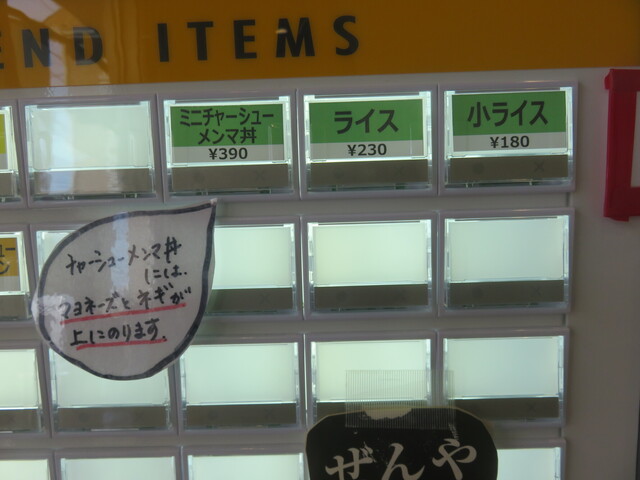 END ITEMS
ミニチャーシュー
メンマ丼
¥390
ライス
¥230
小ライス
¥180
チャーシューメンマ丼
には、
マヨネーズとネギが
上にのります。
ぜんや